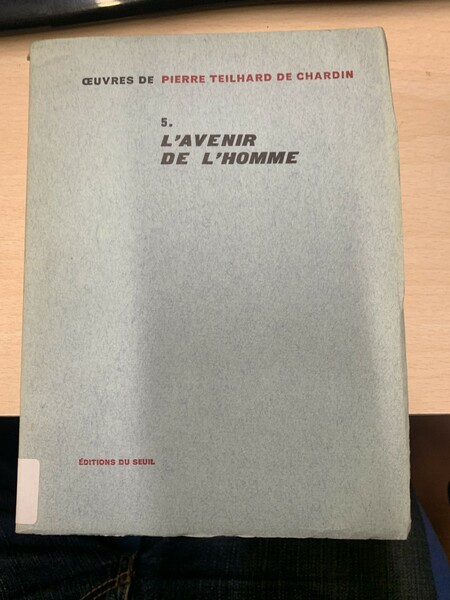 ŒUVRES DE PIERRE TEILHARD DE CHARDIN
5.
L'AVENIR
DE L'HOMME
ÉDITIONS DU SEUIL